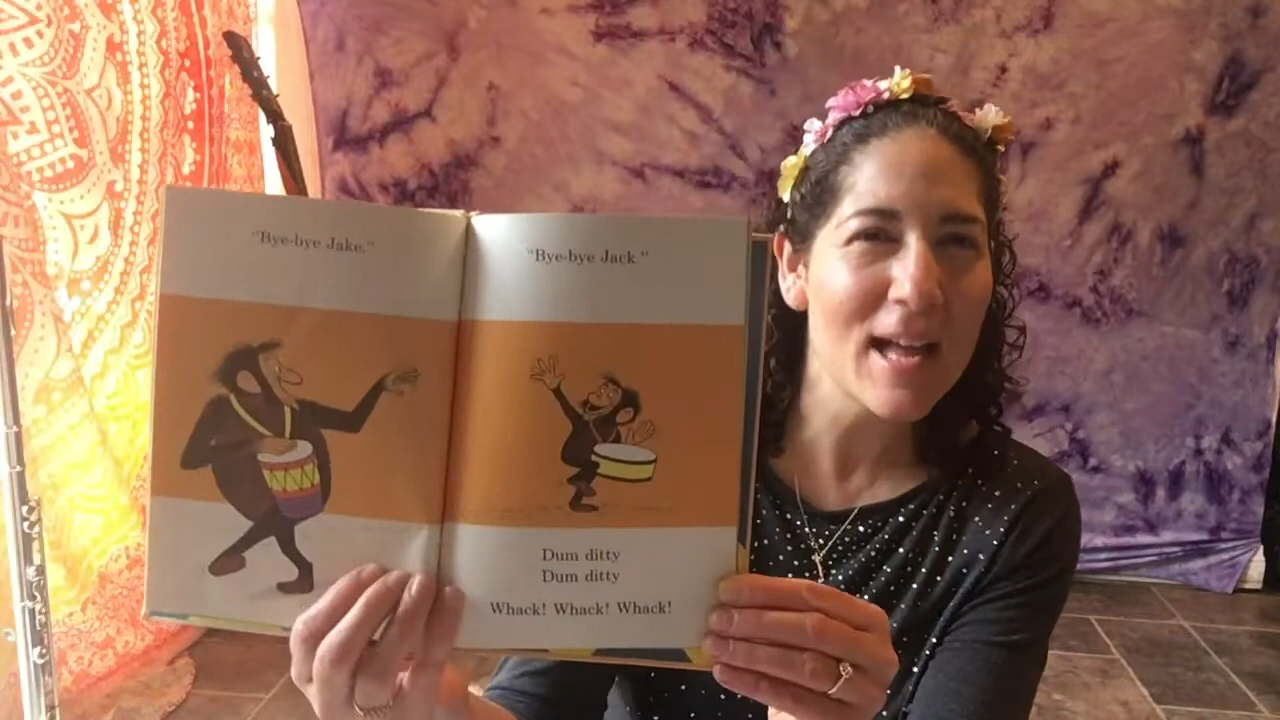 "Bye-bye Jake."
"Bye-bye Jack."
Dum ditty
Dum ditty
Whack! Whack! Whack!